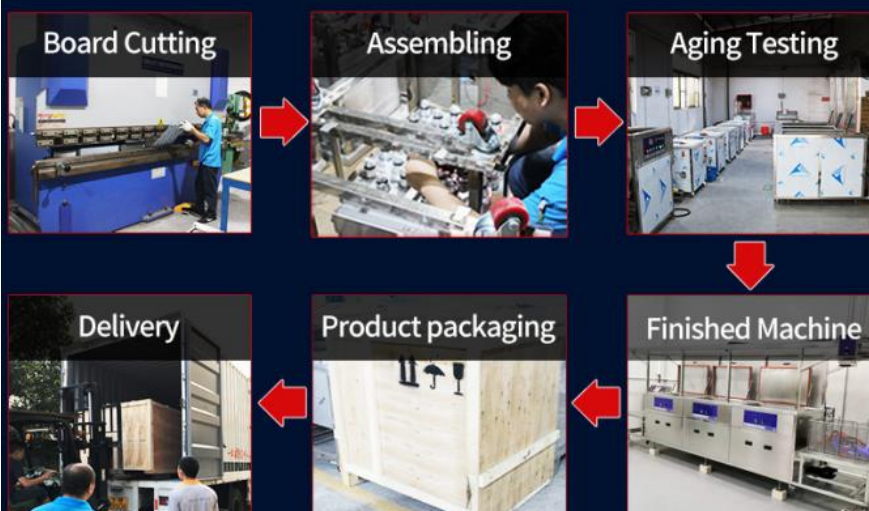 Board Cutting
Assembling
Aging Testing
Finished Machine
Product packaging
Delivery